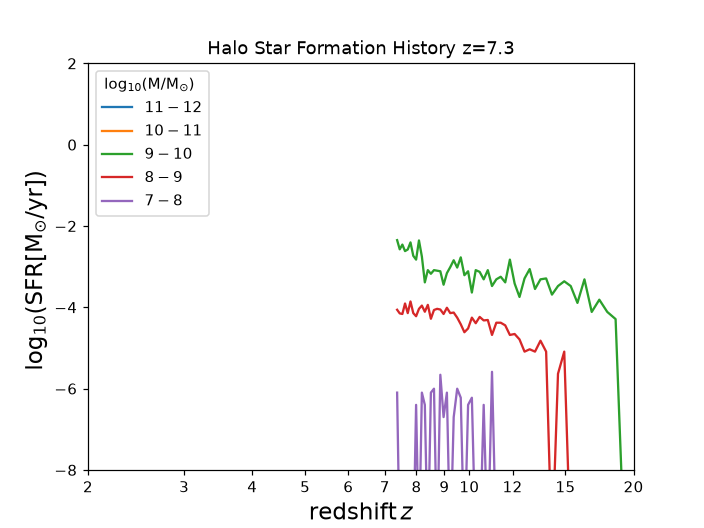 Halo Star Formation History z=7.3
log₁₀(M/M☉)
11 − 12
10 − 11
9 − 10
8 − 9
7 − 8
log₁₀(SFR[M☉/yr])
2
0
−2
−4
−6
−8
2 3 4 5 6 7 8 9 10 12 15 20
redshift z